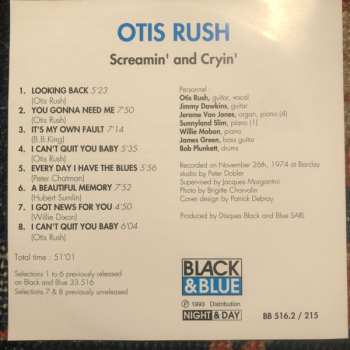 OTIS RUSH
Screamin' and Cryin'
1. LOOKING BACK 5'23
(Otis Rush)
2. YOU GONNA NEED ME 7'50
(Otis Rush)
3. IT'S MY OWN FAULT 7'14
(B.B. King)
4. I CAN'T QUIT YOU BABY 5'35
(Otis Rush)
5. EVERY DAY I HAVE THE BLUES 5'56
(Peter Chatman)
6. A BEAUTIFUL MEMORY 7'52
(Hubert Sumlin)
7. I GOT NEWS FOR YOU 4'50
(Willie Dixon)
8. I CAN'T QUIT YOU BABY 6'04
(Otis Rush)
Total time : 51'01
Selections 1 to 6 previously released
on Black and Blue 33.516
Selections 7 & 8 previously unreleased
Personnel :
Otis Rush, guitar, vocal
Jimmy Dawkins, guitar
Jerome Van Jones, organ, piano (4)
Sunnyland Slim, piano (1)
Willie Mabon, piano
James Green, bass guitar
Bob Plunkett, drums
Recorded on November 26th, 1974 at Barclay
studio by Peter Dobler
Supervised by Jacques Morgantini
Photo by Brigitte Charvolin
Cover design by Patrick Debray
Produced by Disques Black and Blue SARL
BLACK
&BLUE
℗ 1993 Distribution
NIGHT&DAY
BB 516.2 / 215